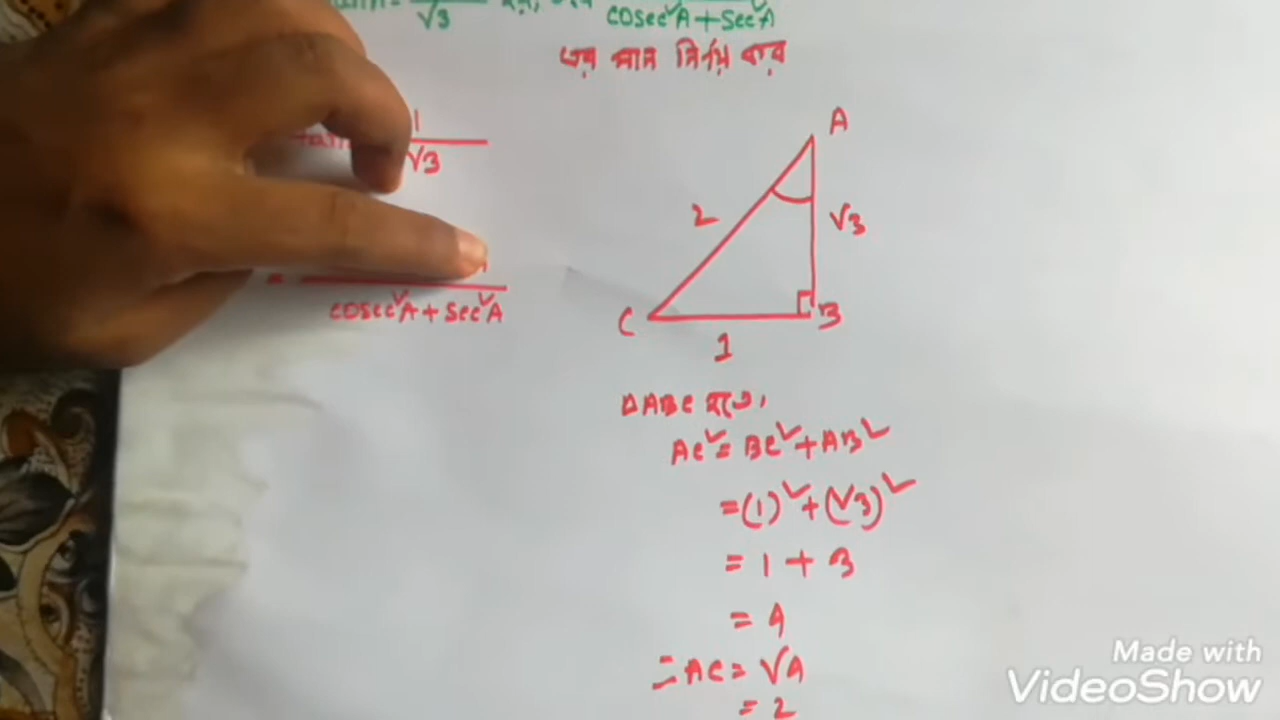 √3
cosec²A + Sec²A
এর মান নির্ণয় কর
1
√3
=
cosec²A + Sec²A
A
2
√3
C
B
1
△ABC হতে,
AC² = BC² + AB²
= (1)² + (√3)²
= 1 + 3
= 4
∴ AC = √4
= 2
Made with
VideoShow